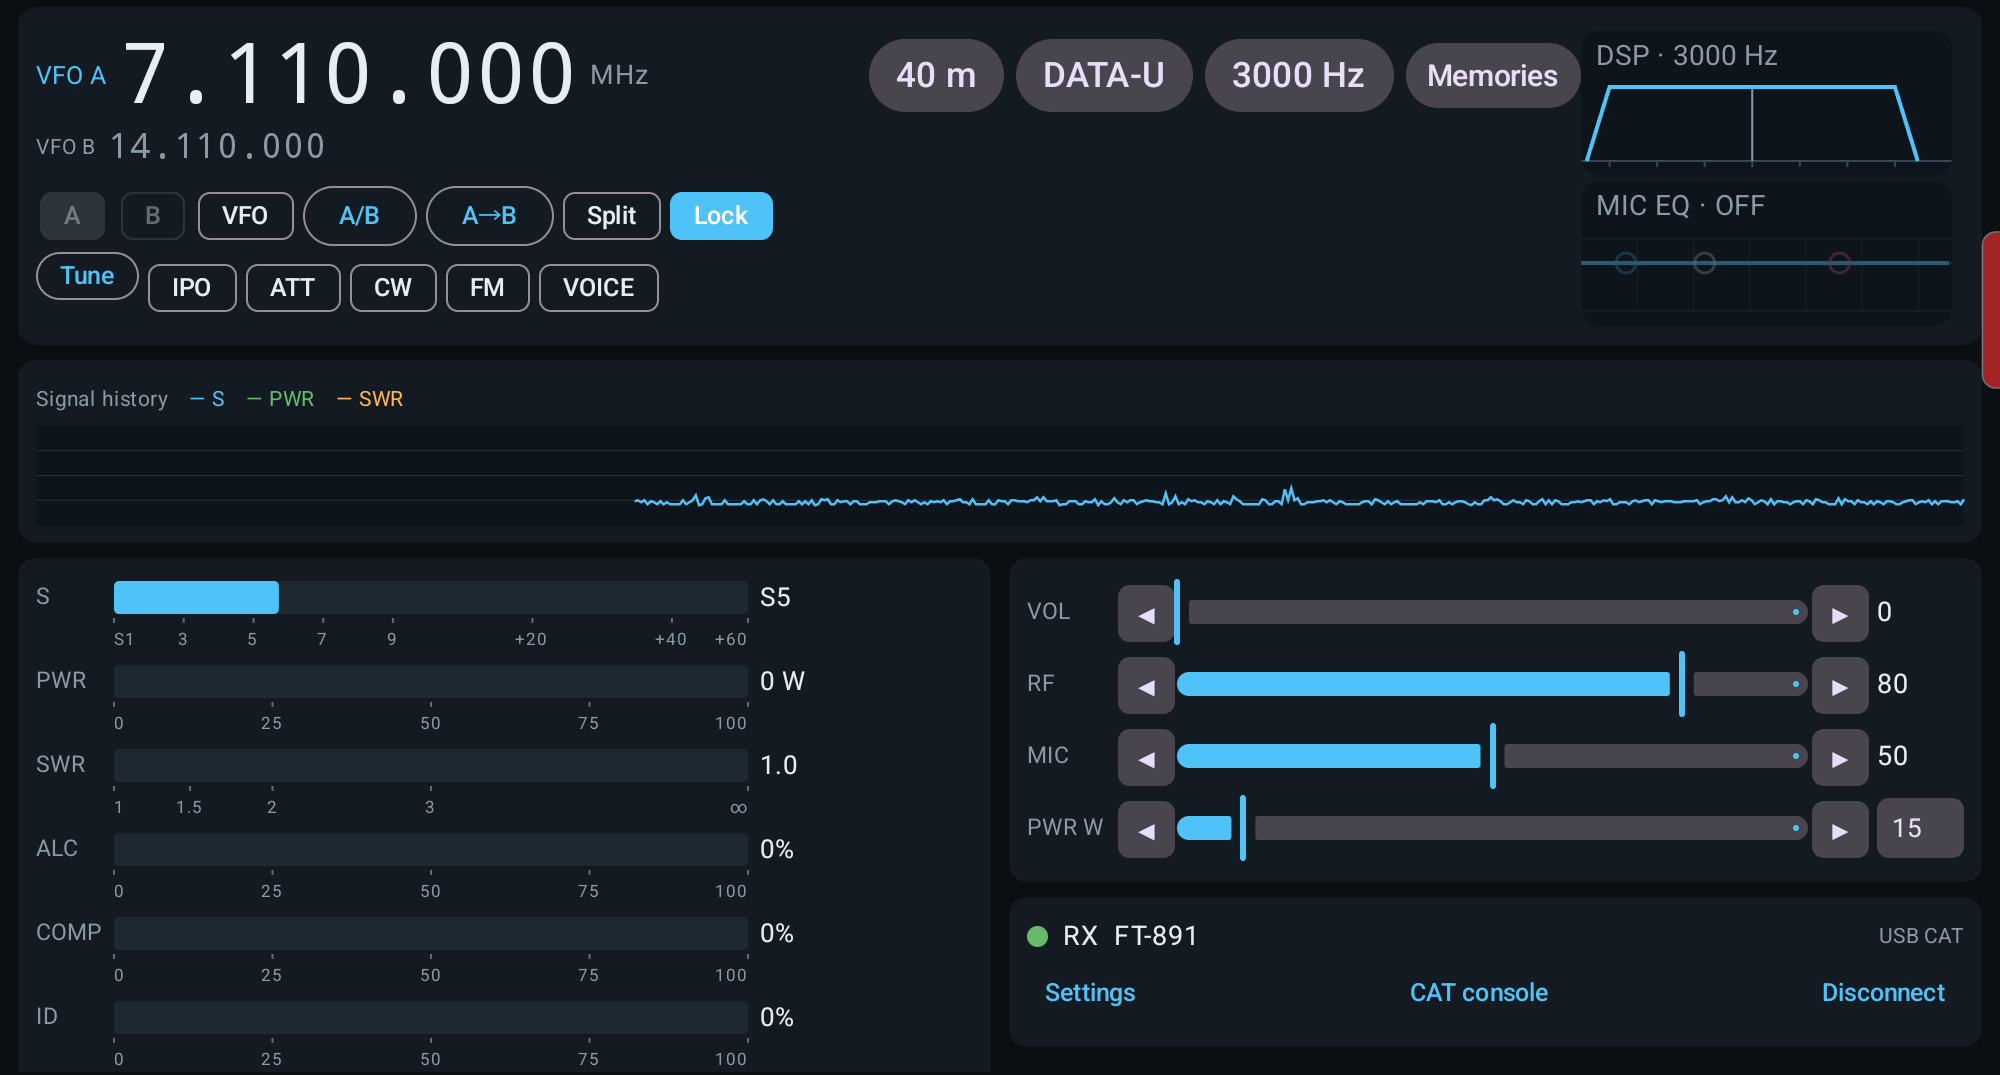 VFO A 7.110.000 MHz
40 m DATA-U 3000 Hz Memories
DSP · 3000 Hz
VFO B 14.110.000
MIC EQ · OFF
A B VFO A/B A→B Split Lock
Tune IPO ATT CW FM VOICE
Signal history — S — PWR — SWR
S S5
S1 3 5 7 9 +20 +40 +60
PWR 0 W
0 25 50 75 100
SWR 1.0
1 1.5 2 3 ∞
ALC 0%
0 25 50 75 100
COMP 0%
0 25 50 75 100
ID 0%
0 25 50 75 100
VOL ◀ ▶ 0
RF ◀ ▶ 80
MIC ◀ ▶ 50
PWR W ◀ ▶ 15
RX FT-891 USB CAT
Settings CAT console Disconnect